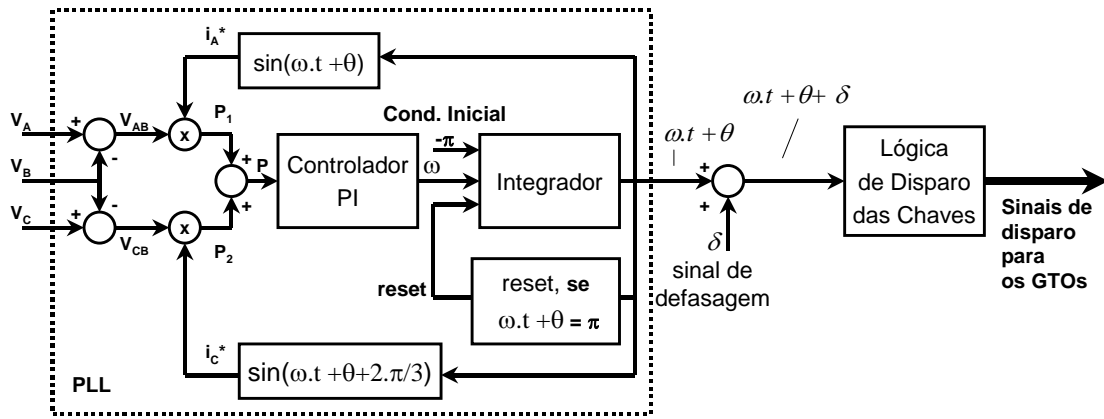 i_A*
sin(ω.t +θ)
V_A
+
V_AB
x
P_1
Cond. Inicial
-π
ω.t + θ
ω.t + θ + δ
V_B
-
-
+
+
P
Controlador
PI
ω
Integrador
+
+
Lógica
de Disparo
das Chaves
V_C
+
V_CB
x
P_2
δ
sinal de
defasagem
Sinais de
disparo
para
os GTOs
reset
reset, se
ω.t +θ = π
i_C*
sin(ω.t +θ+2.π/3)
PLL